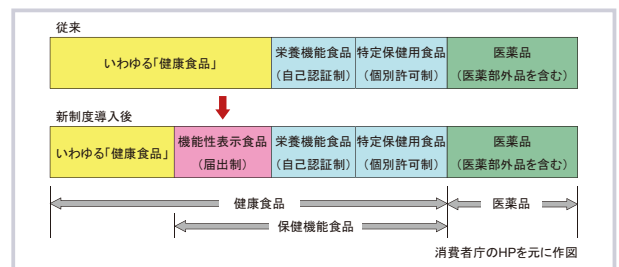 従来
いわゆる「健康食品」
栄養機能食品
(自己認証制)
特定保健用食品
(個別許可制)
医薬品
(医薬部外品を含む)
新制度導入後
いわゆる「健康食品」
機能性表示食品
(届出制)
栄養機能食品
(自己認証制)
特定保健用食品
(個別許可制)
医薬品
(医薬部外品を含む)
健康食品
医薬品
保健機能食品
消費者庁のHPを元に作図